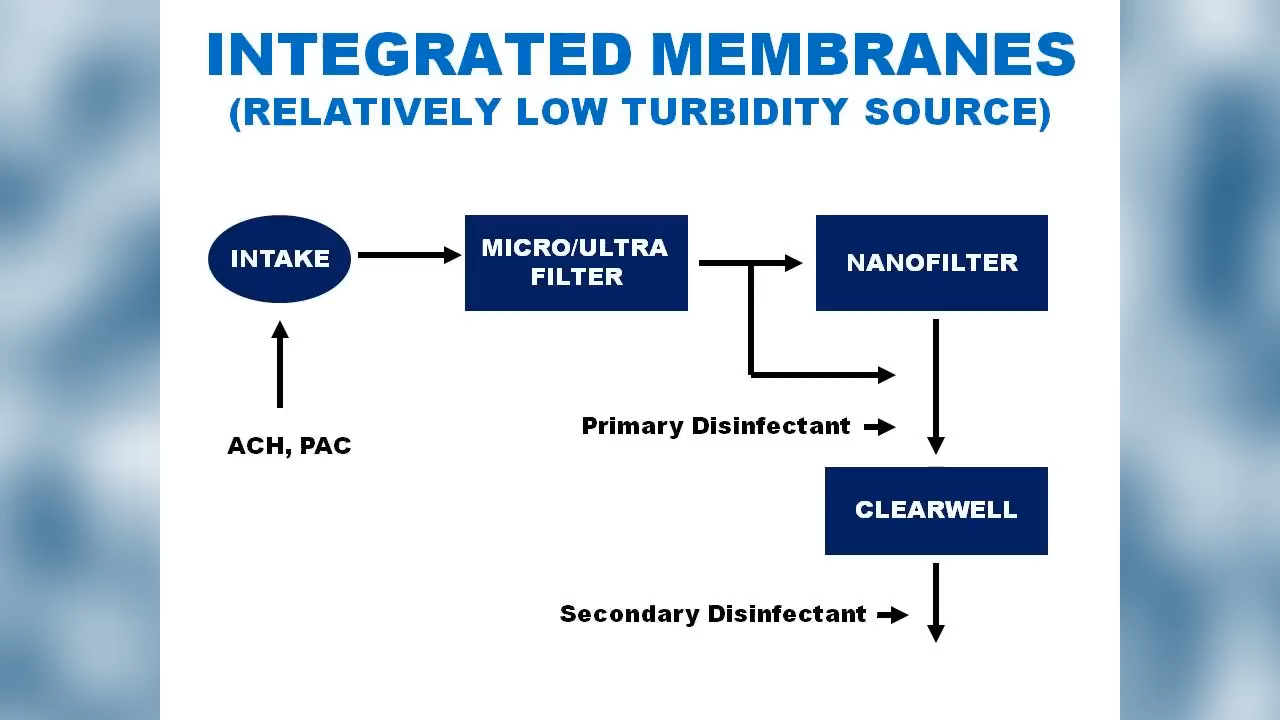 INTEGRATED MEMBRANES
(RELATIVELY LOW TURBIDITY SOURCE)
INTAKE
MICRO/ULTRA
FILTER
NANOFILTER
Primary Disinfectant
ACH, PAC
CLEARWELL
Secondary Disinfectant